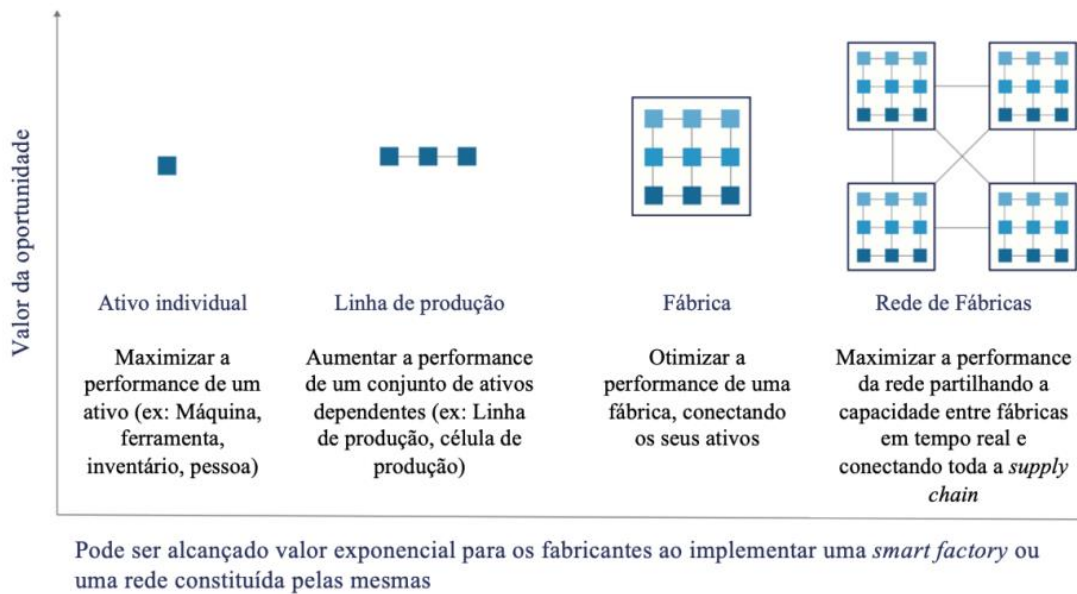 Valor da oportunidade
Ativo individual
Maximizar a
performance de um
ativo (ex: Máquina,
ferramenta,
inventário, pessoa)
Linha de produção
Aumentar a performance
de um conjunto de ativos
dependentes (ex: Linha
de produção, célula de
produção)
Fábrica
Otimizar a
performance de uma
fábrica, conectando
os seus ativos
Rede de Fábricas
Maximizar a performance
da rede partilhando a
capacidade entre fábricas
em tempo real e
conectando toda a supply
chain
Pode ser alcançado valor exponencial para os fabricantes ao implementar uma smart factory ou
uma rede constituída pelas mesmas